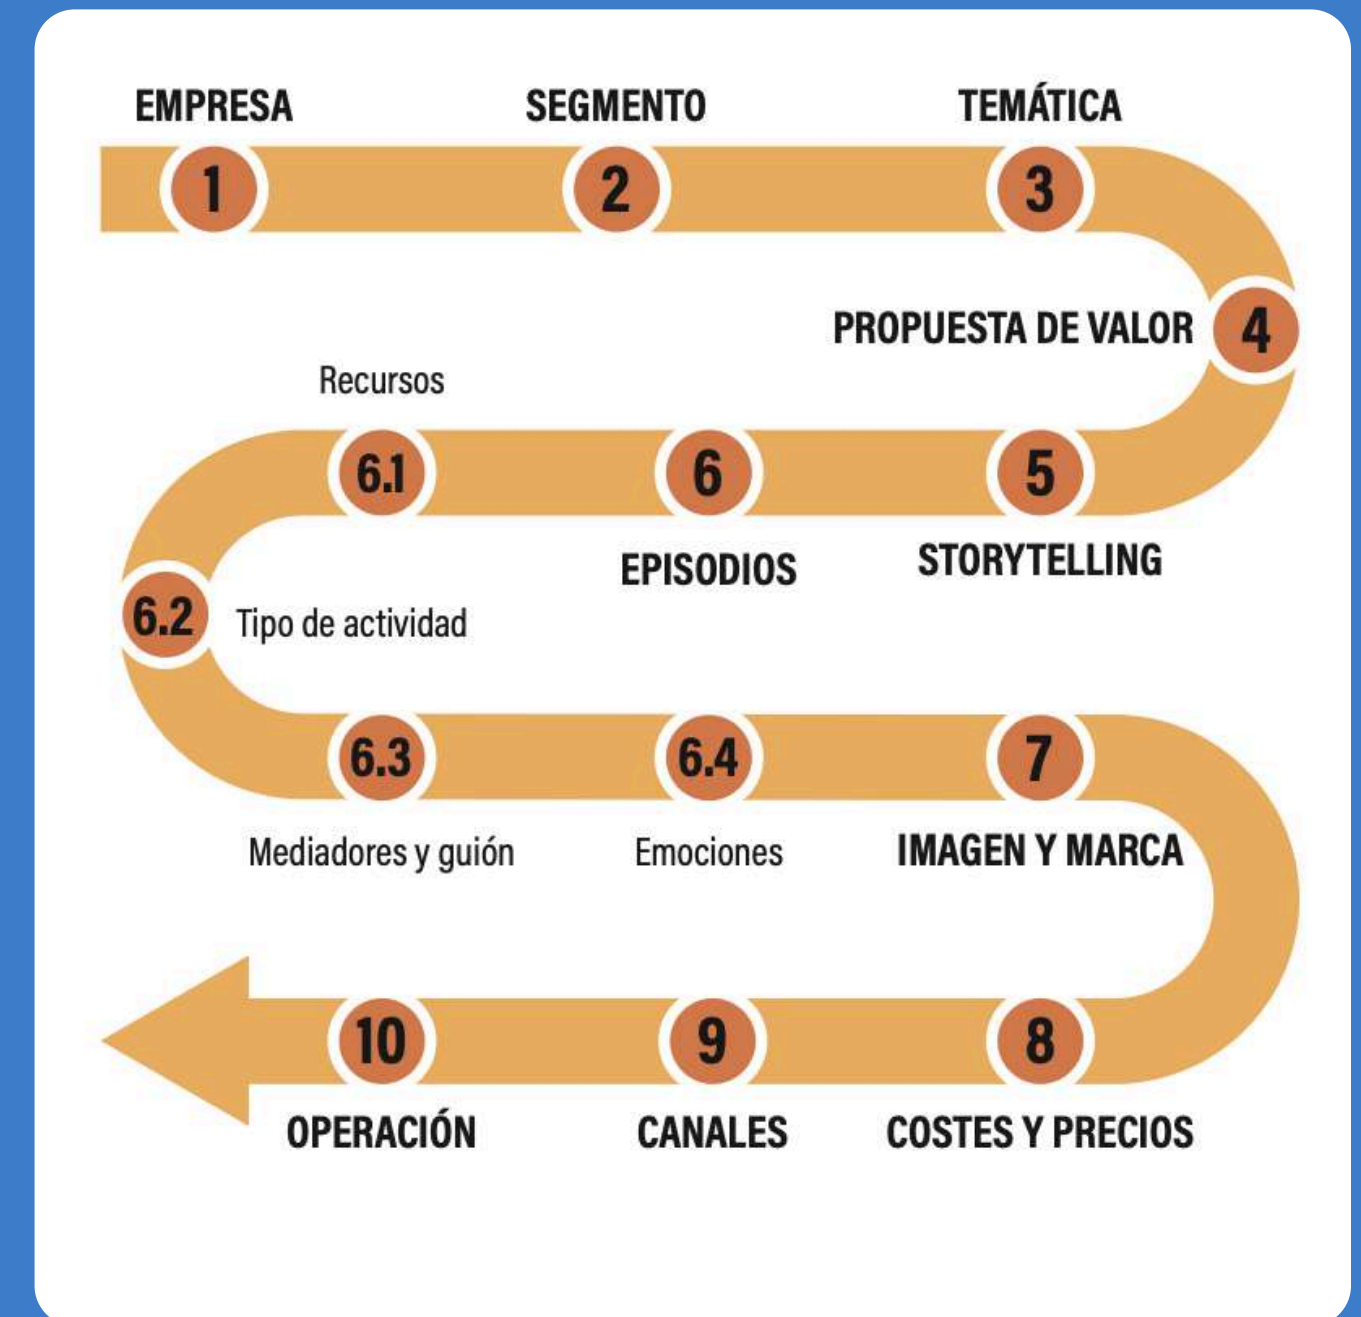 EMPRESA
SEGMENTO
TEMÁTICA
1
2
3
PROPUESTA DE VALOR
4
Recursos
6.1
6
5
EPISODIOS
STORYTELLING
6.2
Tipo de actividad
6.3
6.4
7
Mediadores y guión
Emociones
IMAGEN Y MARCA
10
9
8
OPERACIÓN
CANALES
COSTES Y PRECIOS